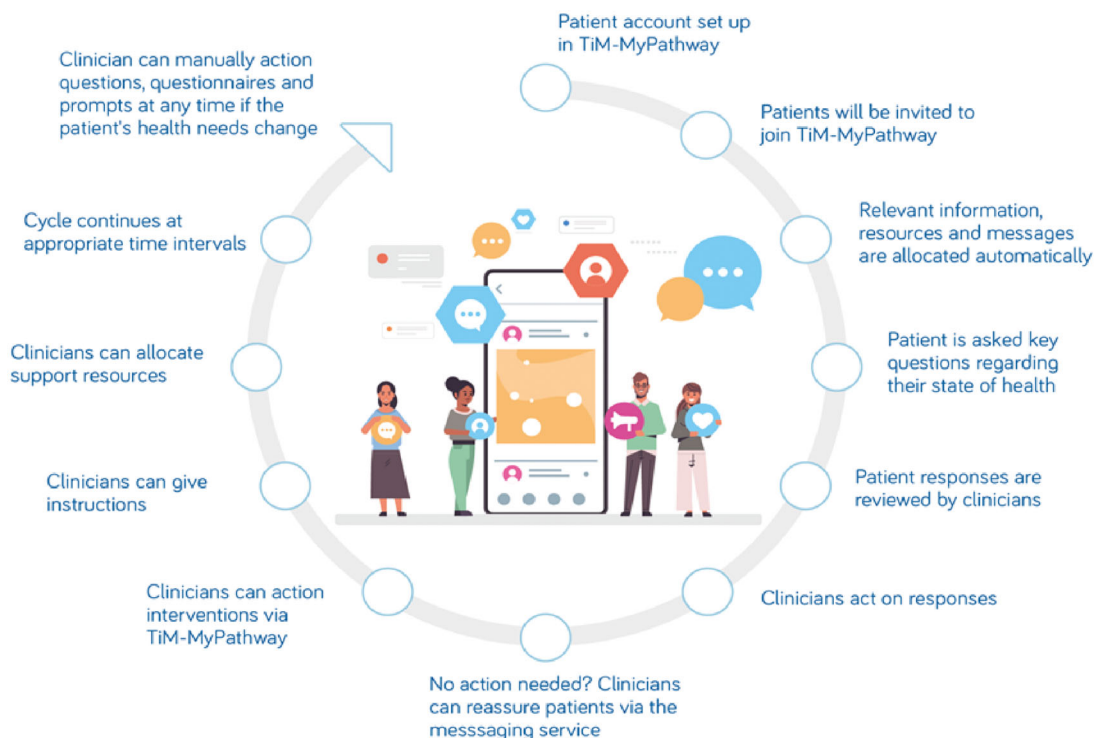 Patient account set up
in TiM-MyPathway
Patients will be invited to
join TiM-MyPathway
Relevant information,
resources and messages
are allocated automatically
Patient is asked key
questions regarding
their state of health
Patient responses are
reviewed by clinicians
Clinicians act on responses
No action needed? Clinicians
can reassure patients via the
messsaging service
Clinicians can action
interventions via
TiM-MyPathway
Clinicians can give
instructions
Clinicians can allocate
support resources
Cycle continues at
appropriate time intervals
Clinician can manually action
questions, questionnaires and
prompts at any time if the
patient's health needs change